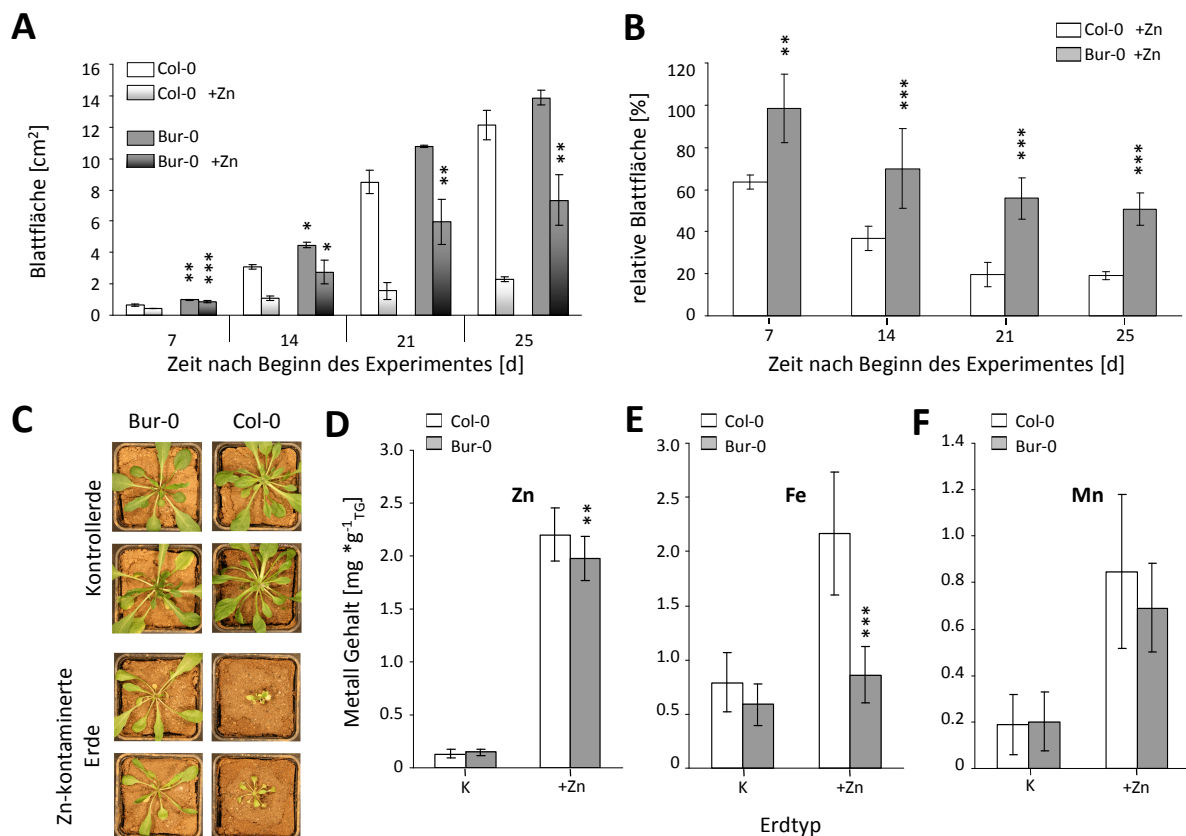 A
Blattfläche [cm²]
16
14
12
10
8
6
4
2
0
Col-0
Col-0 +Zn
Bur-0
Bur-0 +Zn
**
***
*
*
**
**
7
14
21
25
Zeit nach Beginn des Experimentes [d]
B
Col-0 +Zn
Bur-0 +Zn
relative Blattfläche [%]
120
100
80
60
40
20
0
**
***
***
***
7
14
21
25
Zeit nach Beginn des Experimentes [d]
C
Bur-0
Col-0
Kontrollerde
Zn-kontaminerte
Erde
D
Col-0
Bur-0
Zn
Metall Gehalt [mg *g⁻¹TG]
3.0
2.5
2.0
1.5
1.0
0.5
0
**
K
+Zn
E
Col-0
Bur-0
Fe
3.0
2.5
2.0
1.5
1.0
0.5
0
***
K
+Zn
Erdtyp
F
Col-0
Bur-0
Mn
1.4
1.2
1.0
0.8
0.6
0.4
0.2
0
K
+Zn